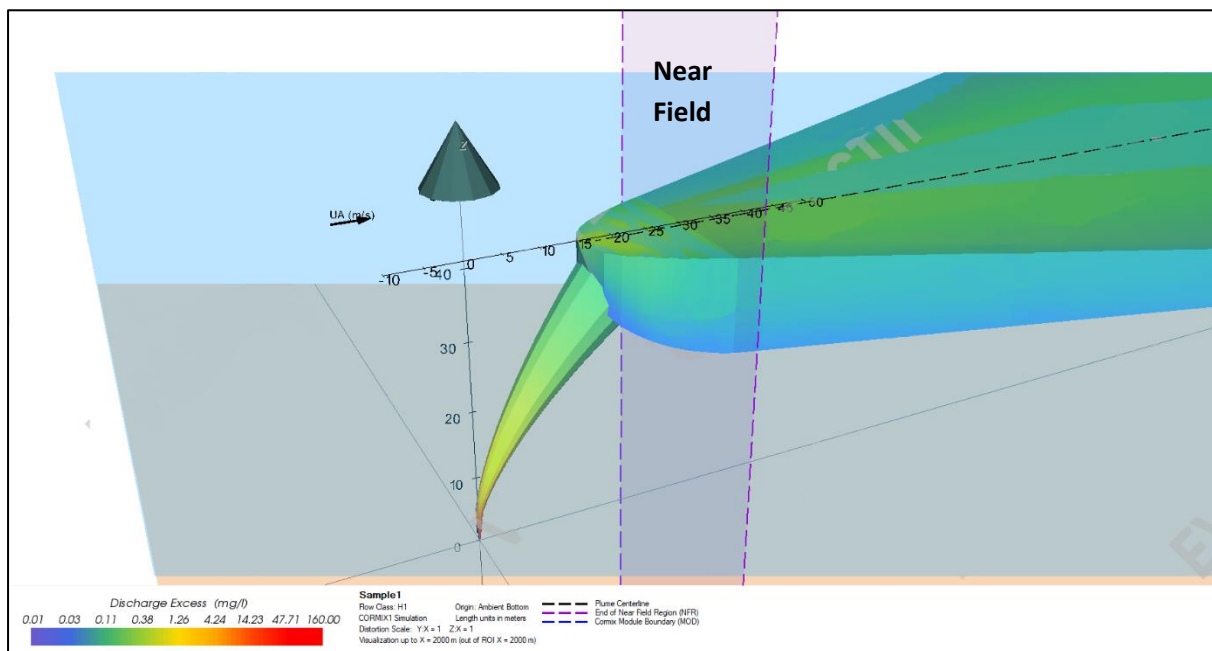 Near
Field
Z
UA (m/s)
-10 -5 0 5 10 15 20 25 30 35 40 45 50
40
30
20
10
0
Discharge Excess (mg/l)
0.01 0.03 0.11 0.38 1.26 4.24 14.23 47.71 160.00
Sample1
Flow Class: H1 Origin: Ambient Bottom
CORMIX1 Simulation Length units in meters
Distortion Scale: Y:X = 1 Z:X = 1
Visualization up to X = 2000 m (out of ROI X = 2000 m)
Plume Centerline
End of Near Field Region (NFR)
Cormix Module Boundary (MOD)